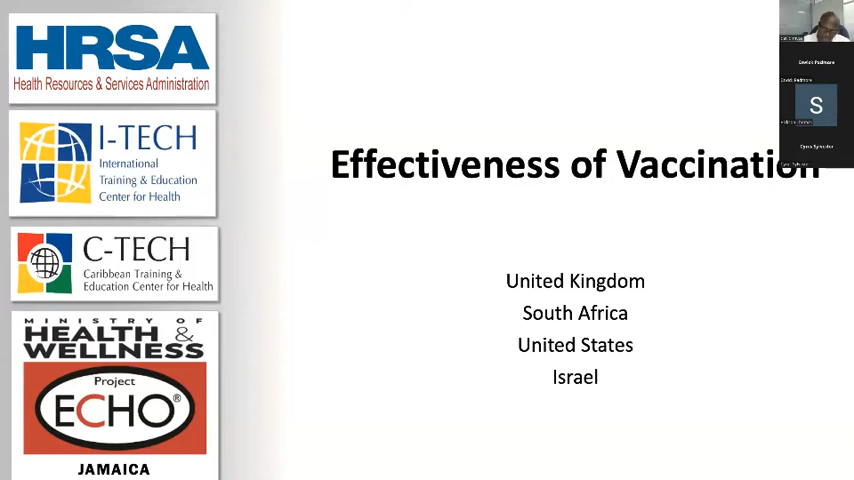 HRSA
Health Resources & Services Administration
I-TECH
International
Training & Education
Center for Health
C-TECH
Caribbean Training &
Education Center for Health
MINISTRY OF
HEALTH &
WELLNESS
Project
ECHO®
JAMAICA
Effectiveness of Vaccination
United Kingdom
South Africa
United States
Israel
S